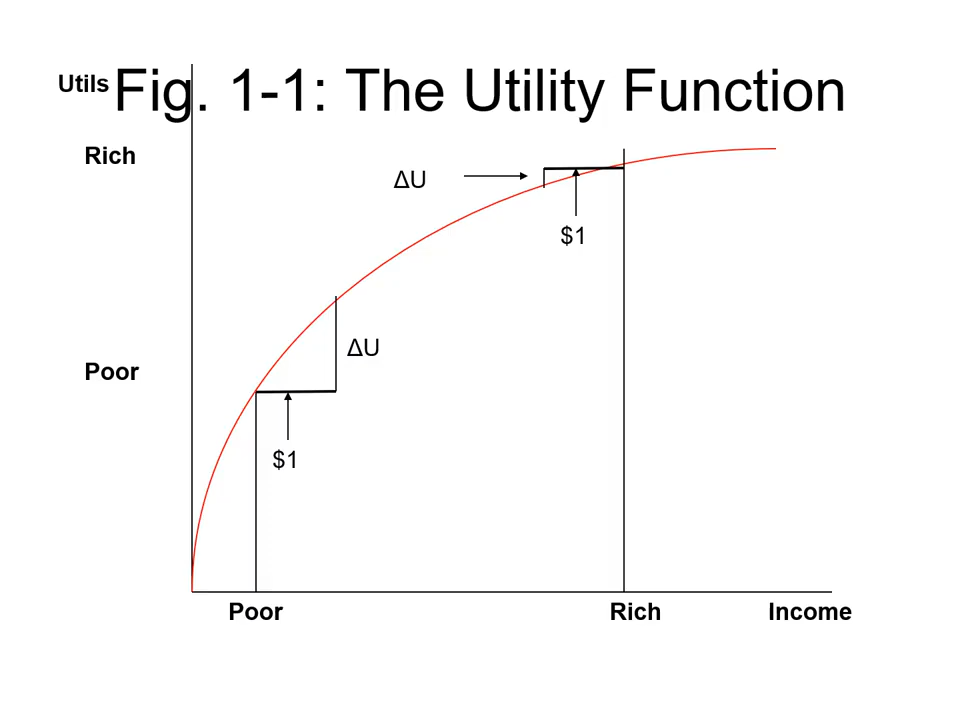 Fig. 1-1: The Utility Function
Utils
Rich
ΔU
$1
ΔU
Poor
$1
Poor
Rich
Income